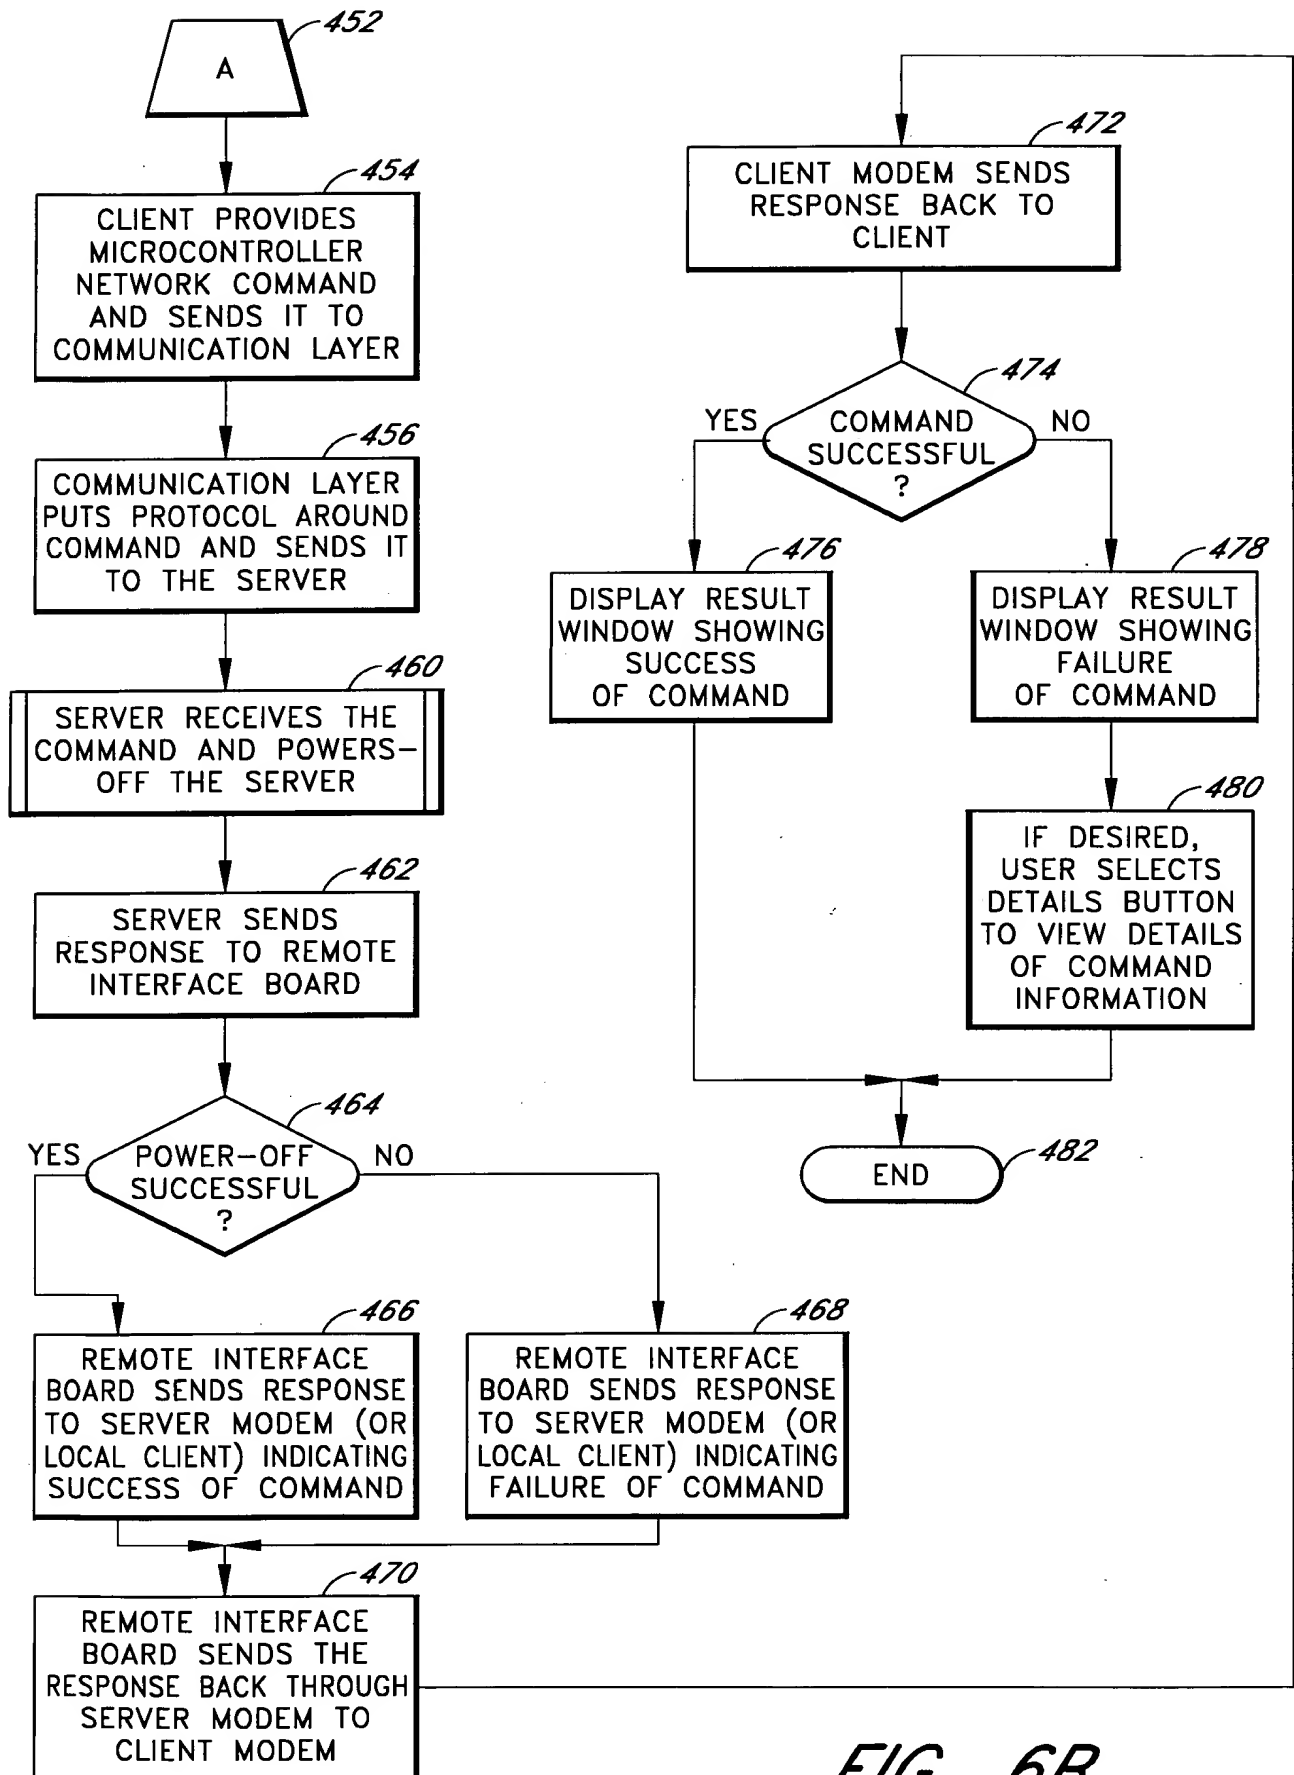 452
A
454
CLIENT PROVIDES
MICROCONTROLLER
NETWORK COMMAND
AND SENDS IT TO
COMMUNICATION LAYER
456
COMMUNICATION LAYER
PUTS PROTOCOL AROUND
COMMAND AND SENDS IT
TO THE SERVER
460
SERVER RECEIVES THE
COMMAND AND POWERS-
OFF THE SERVER
462
SERVER SENDS
RESPONSE TO REMOTE
INTERFACE BOARD
464
YES
POWER-OFF
SUCCESSFUL
?
NO
466
REMOTE INTERFACE
BOARD SENDS RESPONSE
TO SERVER MODEM (OR
LOCAL CLIENT) INDICATING
SUCCESS OF COMMAND
468
REMOTE INTERFACE
BOARD SENDS RESPONSE
TO SERVER MODEM (OR
LOCAL CLIENT) INDICATING
FAILURE OF COMMAND
470
REMOTE INTERFACE
BOARD SENDS THE
RESPONSE BACK THROUGH
SERVER MODEM TO
CLIENT MODEM
472
CLIENT MODEM SENDS
RESPONSE BACK TO
CLIENT
474
YES
COMMAND
SUCCESSFUL
?
NO
476
DISPLAY RESULT
WINDOW SHOWING
SUCCESS
OF COMMAND
478
DISPLAY RESULT
WINDOW SHOWING
FAILURE
OF COMMAND
480
IF DESIRED,
USER SELECTS
DETAILS BUTTON
TO VIEW DETAILS
OF COMMAND
INFORMATION
END
482
FIG. 6B